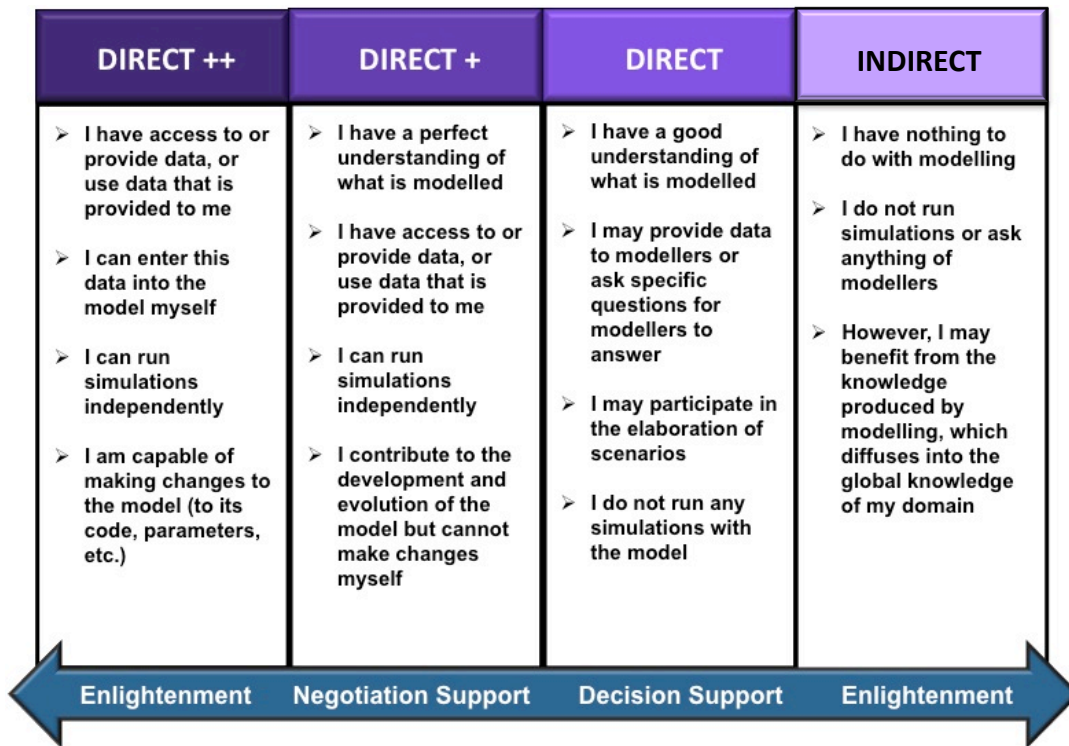 DIRECT ++
➢ I have access to or
provide data, or
use data that is
provided to me
➢ I can enter this
data into the
model myself
➢ I can run
simulations
independently
➢ I am capable of
making changes to
the model (to its
code, parameters,
etc.)
DIRECT +
➢ I have a perfect
understanding of
what is modelled
➢ I have access to or
provide data, or
use data that is
provided to me
➢ I can run
simulations
independently
➢ I contribute to the
development and
evolution of the
model but cannot
make changes
myself
DIRECT
➢ I have a good
understanding of
what is modelled
➢ I may provide data
to modellers or
ask specific
questions for
modellers to
answer
➢ I may participate in
the elaboration of
scenarios
➢ I do not run any
simulations with
the model
INDIRECT
➢ I have nothing to
do with modelling
➢ I do not run
simulations or ask
anything of
modellers
➢ However, I may
benefit from the
knowledge
produced by
modelling, which
diffuses into the
global knowledge
of my domain
Enlightenment Negotiation Support Decision Support Enlightenment